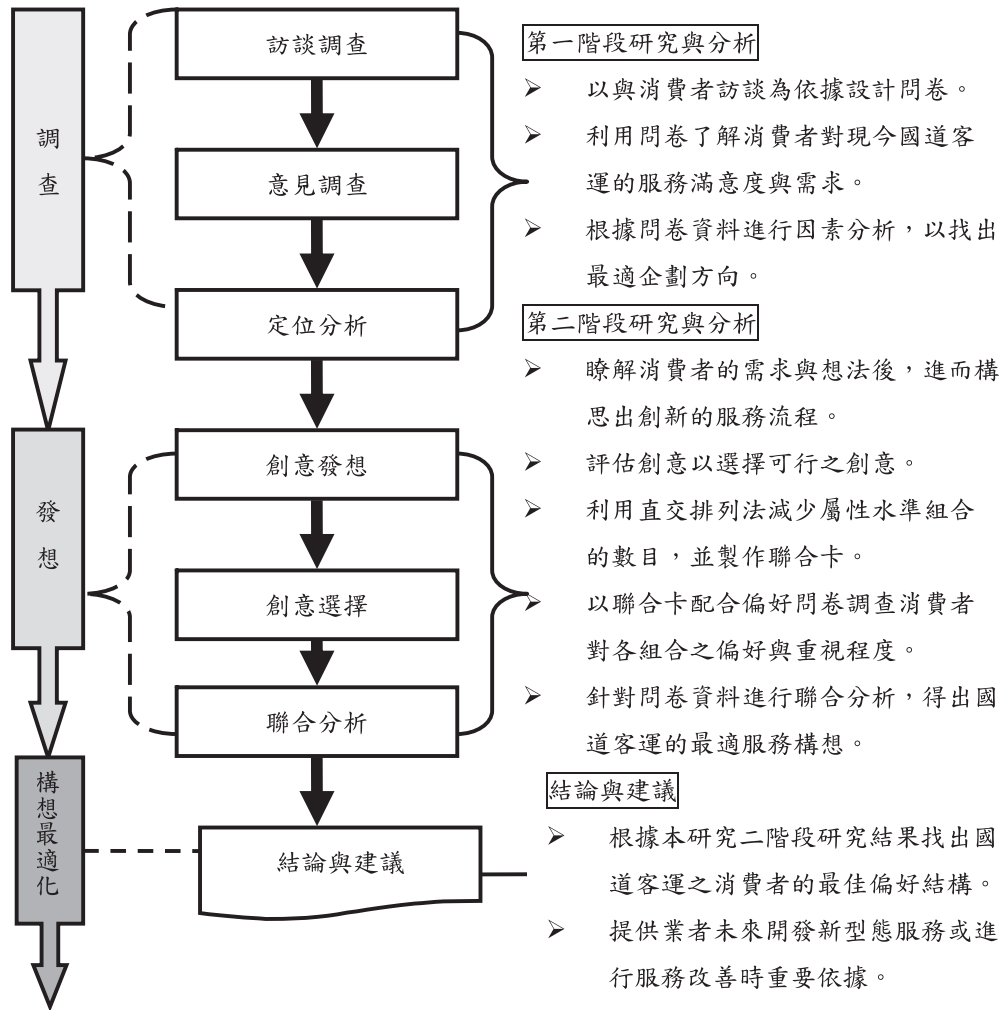 調
查
發
想
構
想
最
適
化
訪談調查
意見調查
定位分析
創意發想
創意選擇
聯合分析
結論與建議
第一階段研究與分析
➢ 以與消費者訪談為依據設計問卷。
➢ 利用問卷了解消費者對現今國道客
運的服務滿意度與需求。
➢ 根據問卷資料進行因素分析，以找出
最適企劃方向。
第二階段研究與分析
➢ 瞭解消費者的需求與想法後，進而構
思出創新的服務流程。
➢ 評估創意以選擇可行之創意。
➢ 利用直交排列法減少屬性水準組合
的數目，並製作聯合卡。
➢ 以聯合卡配合偏好問卷調查消費者
對各組合之偏好與重視程度。
➢ 針對問卷資料進行聯合分析，得出國
道客運的最適服務構想。
結論與建議
➢ 根據本研究二階段研究結果找出國
道客運之消費者的最佳偏好結構。
➢ 提供業者未來開發新型態服務或進
行服務改善時重要依據。